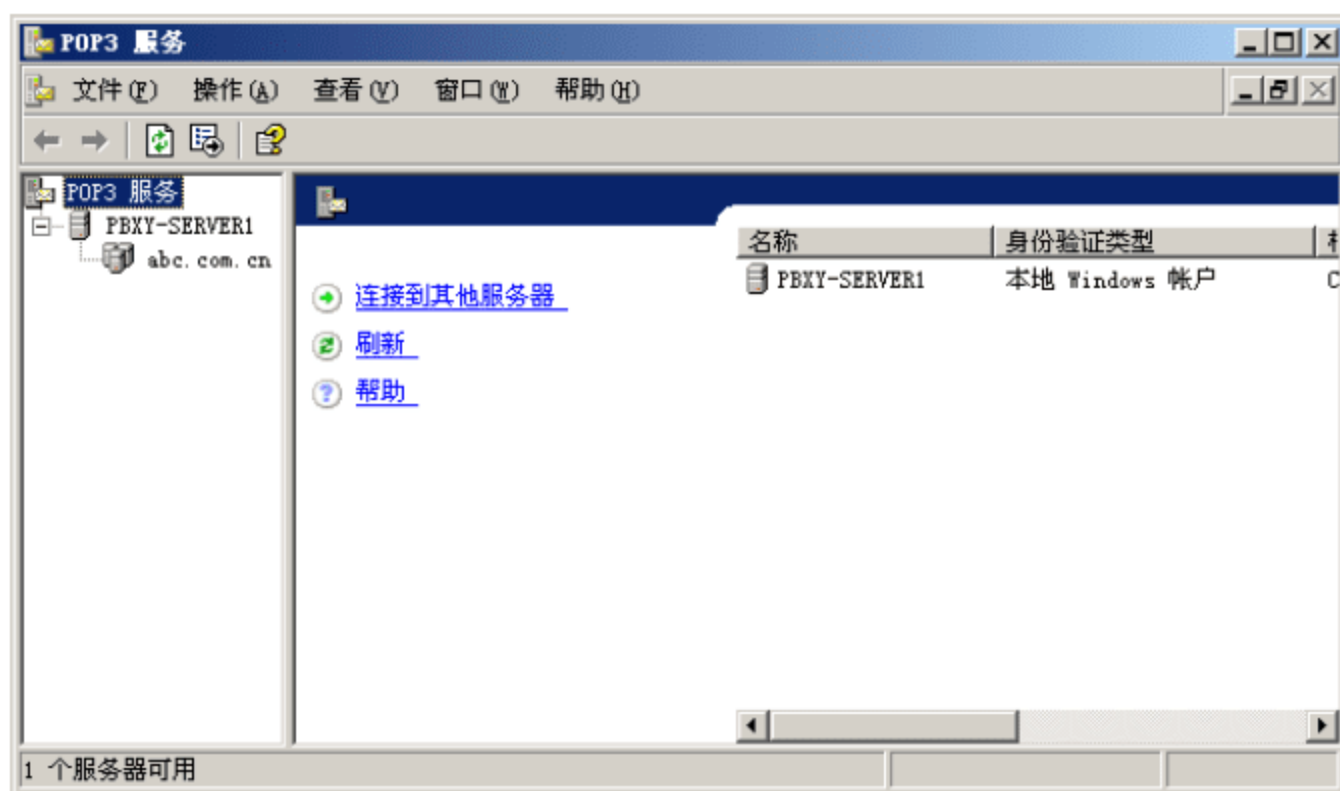 POP3 服务
文件(F) 操作(A) 查看(V) 窗口(W) 帮助(H)
POP3 服务
PBXY-SERVER1
abc.com.cn
连接到其他服务器
刷新
帮助
名称 身份验证类型
PBXY-SERVER1 本地 Windows 帐户
1 个服务器可用